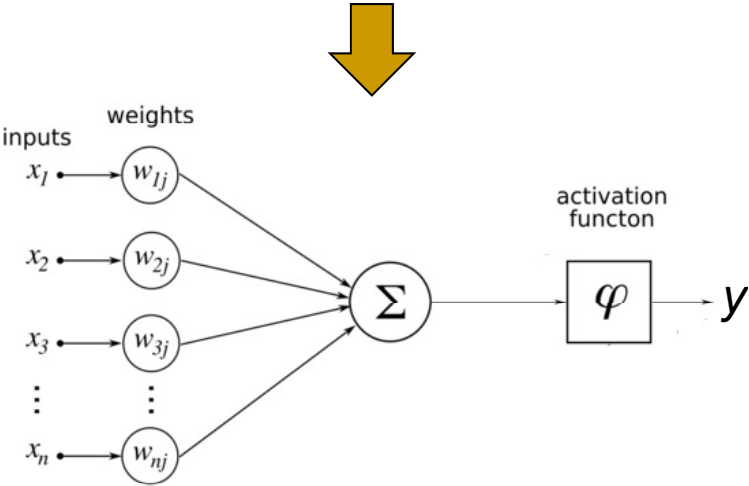 weights
inputs
x1
w1j
activation
functon
x2
w2j
Σ
φ
y
x3
w3j
⋮
⋮
xn
wnj